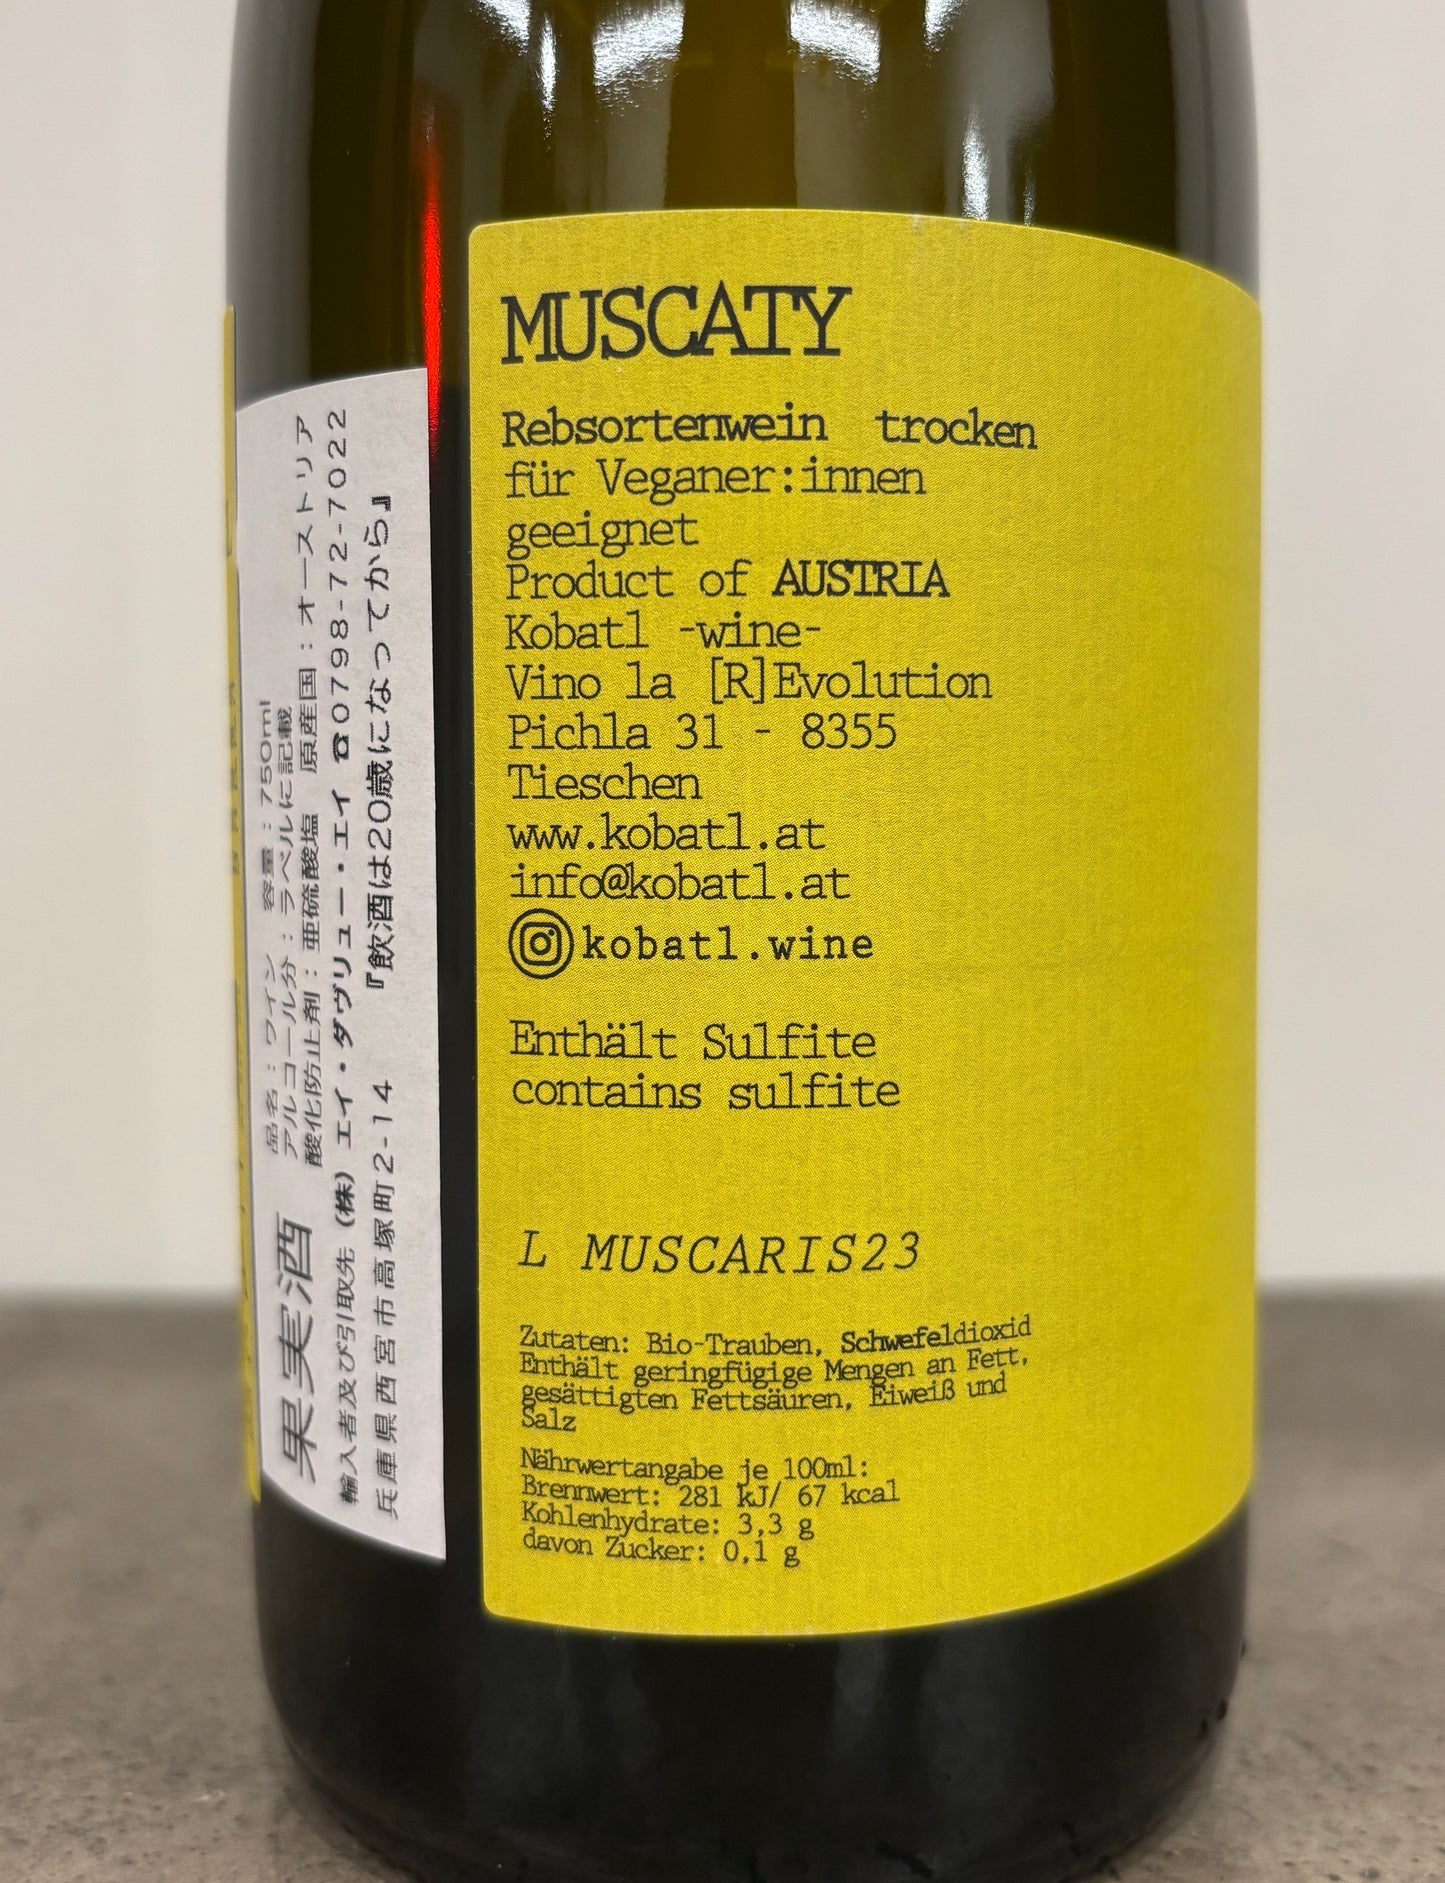 MUSCATY
Rebsortenwein trocken
für Veganer:innen
geeignet
Product of AUSTRIA
Kobatl -wine-
Vino la [R]Evolution
Pichla 31 - 8355
Tieschen
www.kobatl.at
info@kobatl.at
kobatl.wine
Enthält Sulfite
contains sulfite
L MUSCARIS23
Zutaten: Bio-Trauben, Schwefeldioxid
Enthält geringfügige Mengen an Fett,
gesättigten Fettsäuren, Eiweiß und
Salz
Nährwertangabe je 100ml:
Brennwert: 281 kJ/ 67 kcal
Kohlenhydrate: 3,3 g
davon Zucker: 0,1 g
果実酒
品名：ワイン 容量：750ml
アルコール分：ラベルに記載
酸化防止剤：亜硫酸塩 原産国：オーストリア
輸入者及び引取先（株）エイ・ダヴリュー・エイ ☎0798-72-7022
兵庫県西宮市高塚町2-14 『飲酒は20歳になってから』